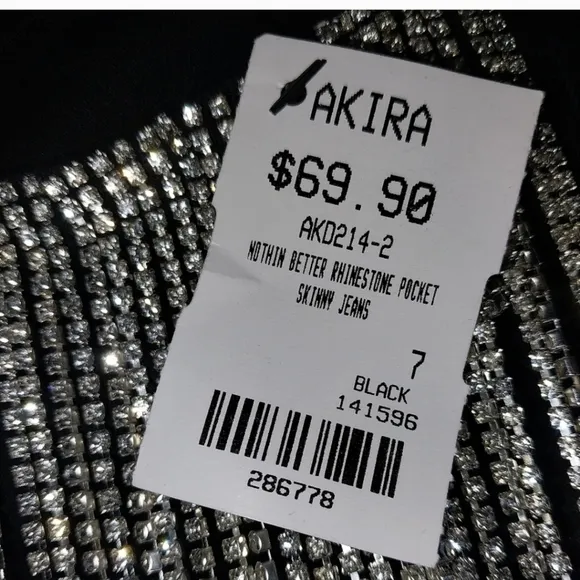 AKIRA
$69.90
AKD214-2
NOTHIN BETTER RHINESTONE POCKET
SKINNY JEANS
7
BLACK
141596
286778